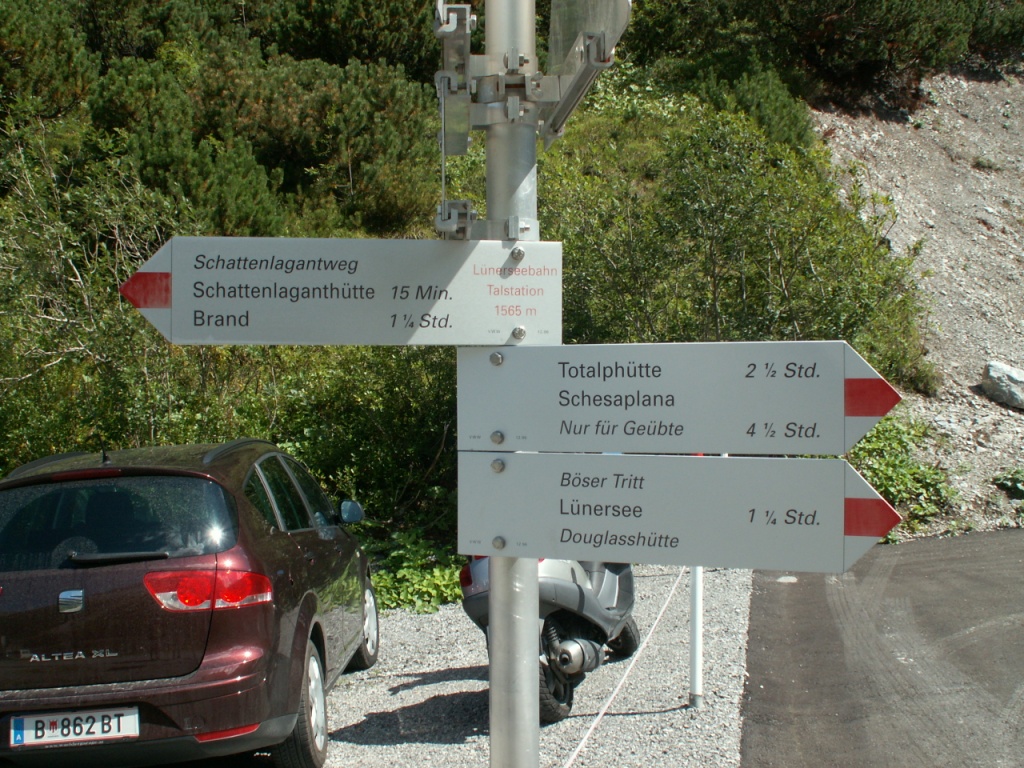 Schattenlagantweg
Schattenlaganthütte 15 Min.
Brand 1 ¼ Std.
Lünerseebahn
Talstation
1565 m
Totalphütte 2 ½ Std.
Schesaplana
Nur für Geübte 4 ½ Std.
Böser Tritt
Lünersee 1 ¼ Std.
Douglasshütte
ALTEA XL
A B 862 BT